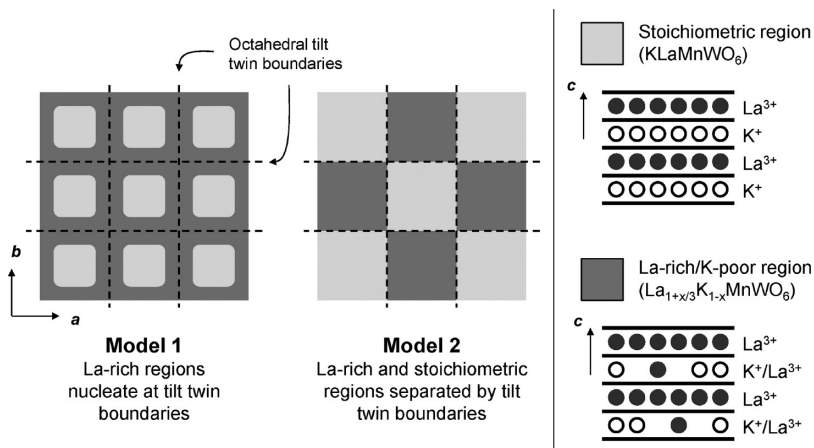 Octahedral tilt
twin boundaries
b
a
Model 1
La-rich regions
nucleate at tilt twin
boundaries
Model 2
La-rich and stoichiometric
regions separated by tilt
twin boundaries
Stoichiometric region
(KLaMnWO₆)
c
La³⁺
K⁺
La³⁺
K⁺
La-rich/K-poor region
(La₁₊ₓ/₃K₁₋ₓMnWO₆)
c
La³⁺
K⁺/La³⁺
La³⁺
K⁺/La³⁺